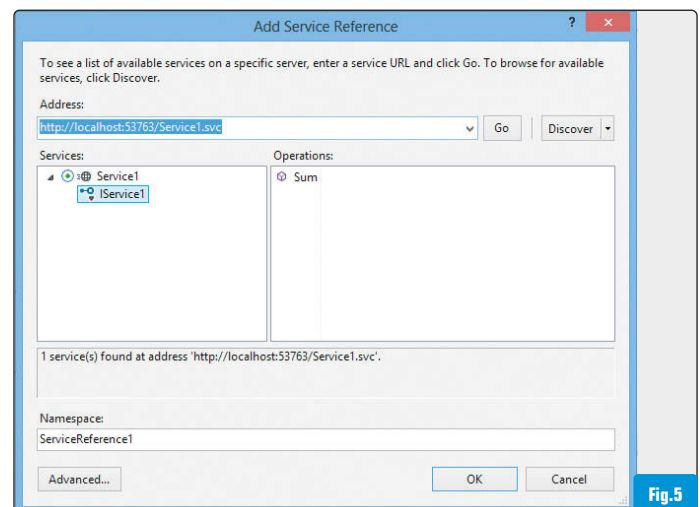 Add Service Reference
?
To see a list of available services on a specific server, enter a service URL and click Go. To browse for available
services, click Discover.
Address:
http://localhost:53763/Service1.svc
Go
Discover
Services:
Operations:
Service1
IService1
Sum
1 service(s) found at address 'http://localhost:53763/Service1.svc'.
Namespace:
ServiceReference1
Advanced...
OK
Cancel
Fig.5